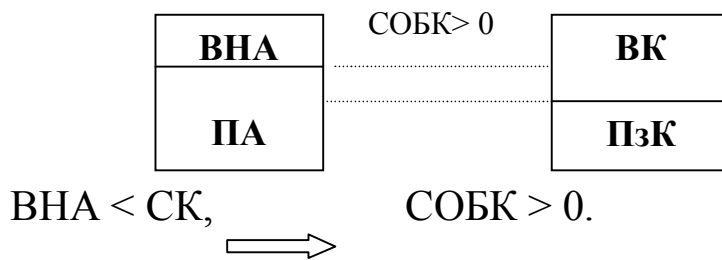 СОБК> 0
ВНА
ВК
ПА
ПзК
ВНА < СК,
СОБК > 0.